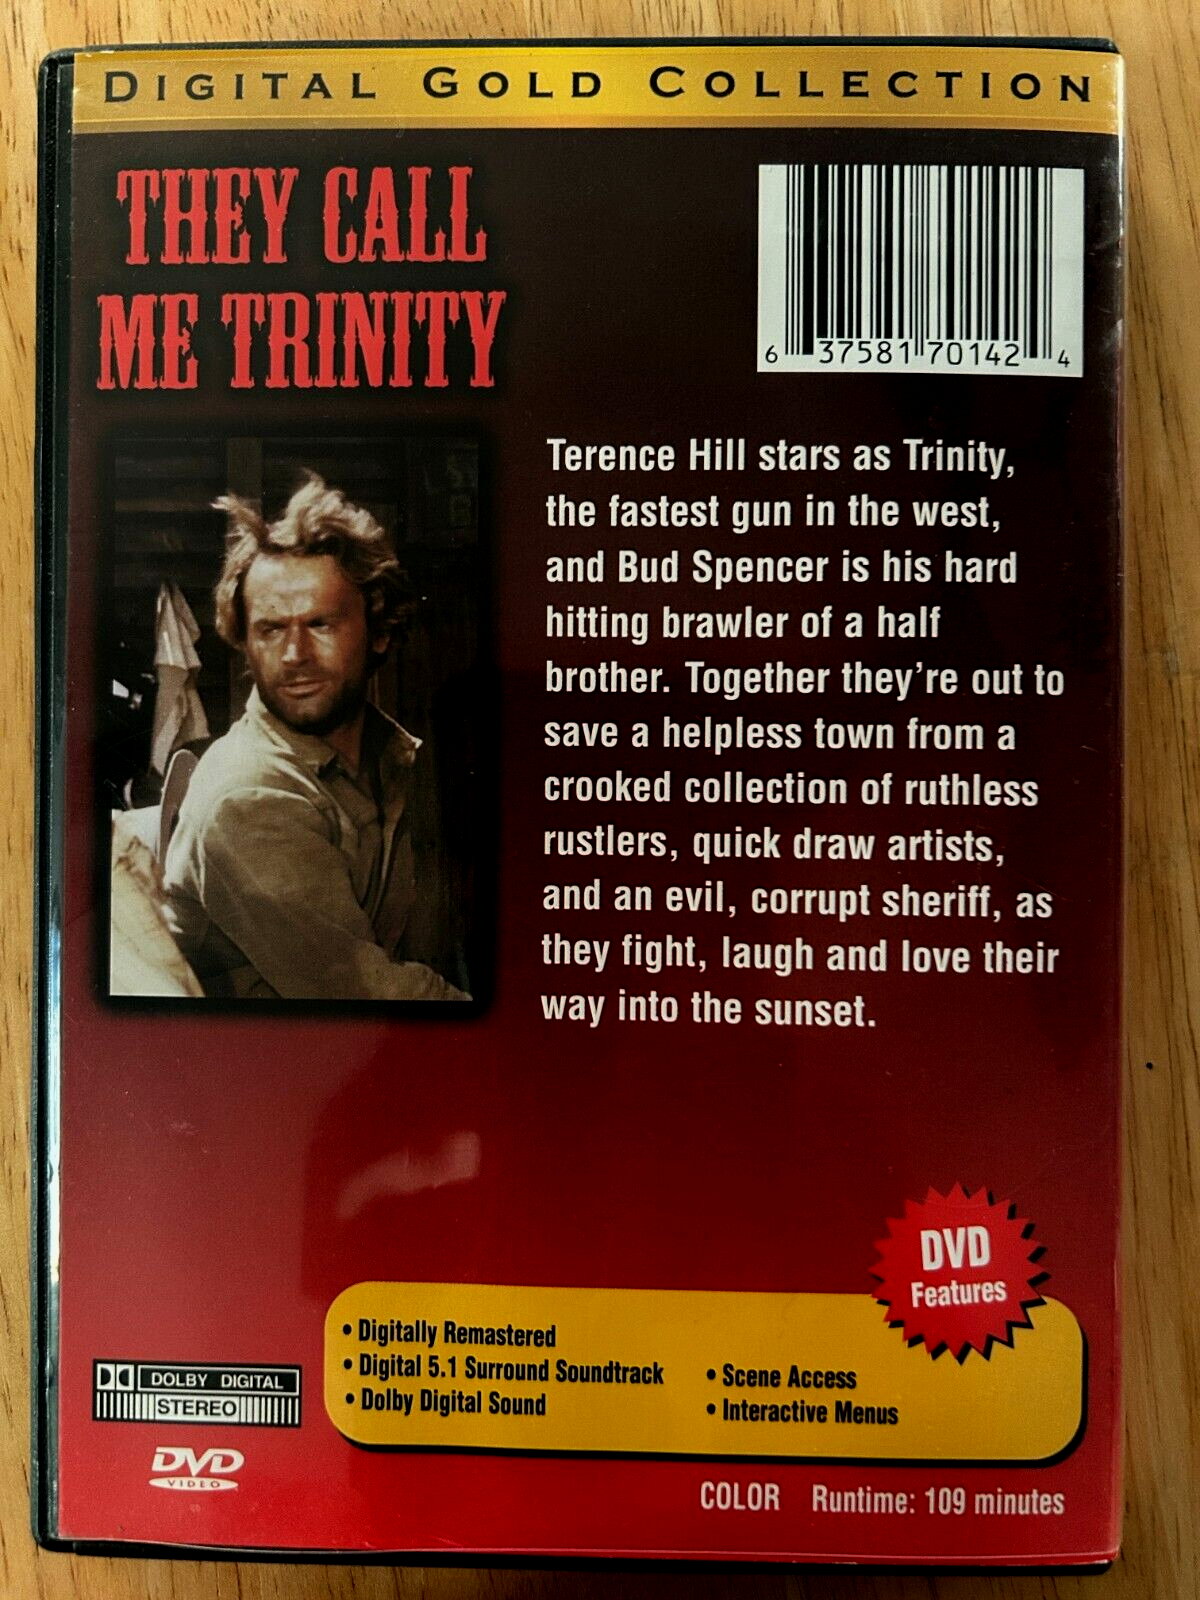 DIGITAL GOLD COLLECTION
THEY CALL
ME TRINITY
6 37581 70142 4
Terence Hill stars as Trinity,
the fastest gun in the west,
and Bud Spencer is his hard
hitting brawler of a half
brother. Together they're out to
save a helpless town from a
crooked collection of ruthless
rustlers, quick draw artists,
and an evil, corrupt sheriff, as
they fight, laugh and love their
way into the sunset.
DVD
Features
• Digitally Remastered
• Digital 5.1 Surround Soundtrack
• Dolby Digital Sound
• Scene Access
• Interactive Menus
DOLBY DIGITAL
STEREO
DVD
VIDEO
COLOR Runtime: 109 minutes